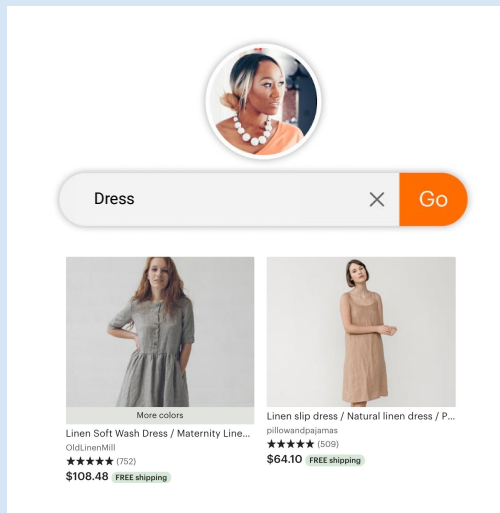 Dress
Go
More colors
Linen Soft Wash Dress / Maternity Line...
OldLinenMill
★★★★★ (752)
$108.48 FREE shipping
Linen slip dress / Natural linen dress / P...
pillowandpajamas
★★★★★ (509)
$64.10 FREE shipping